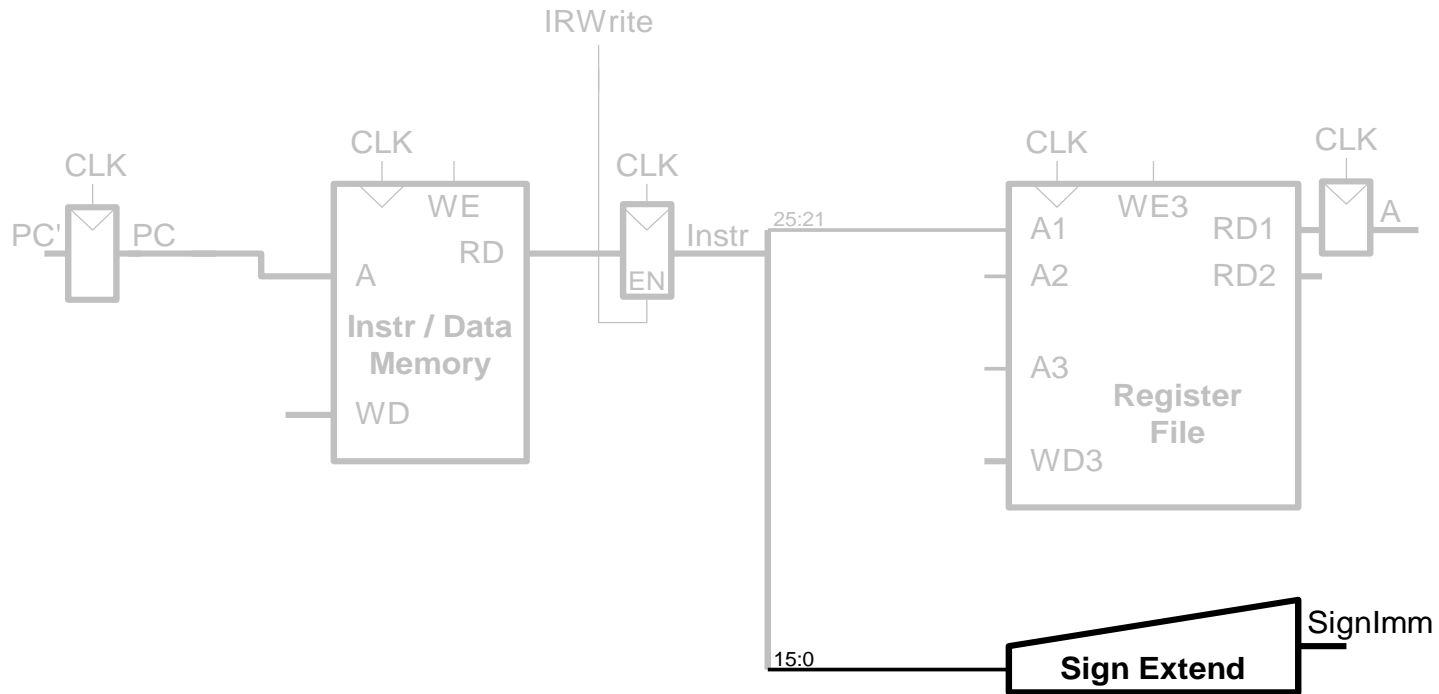 IRWrite
CLK
CLK
CLK
CLK
CLK
PC'
PC
WE
RD
A
Instr / Data
Memory
WD
EN
Instr
25:21
A1
A2
A3
WD3
WE3
RD1
RD2
Register
File
A
15:0
Sign Extend
SignImm